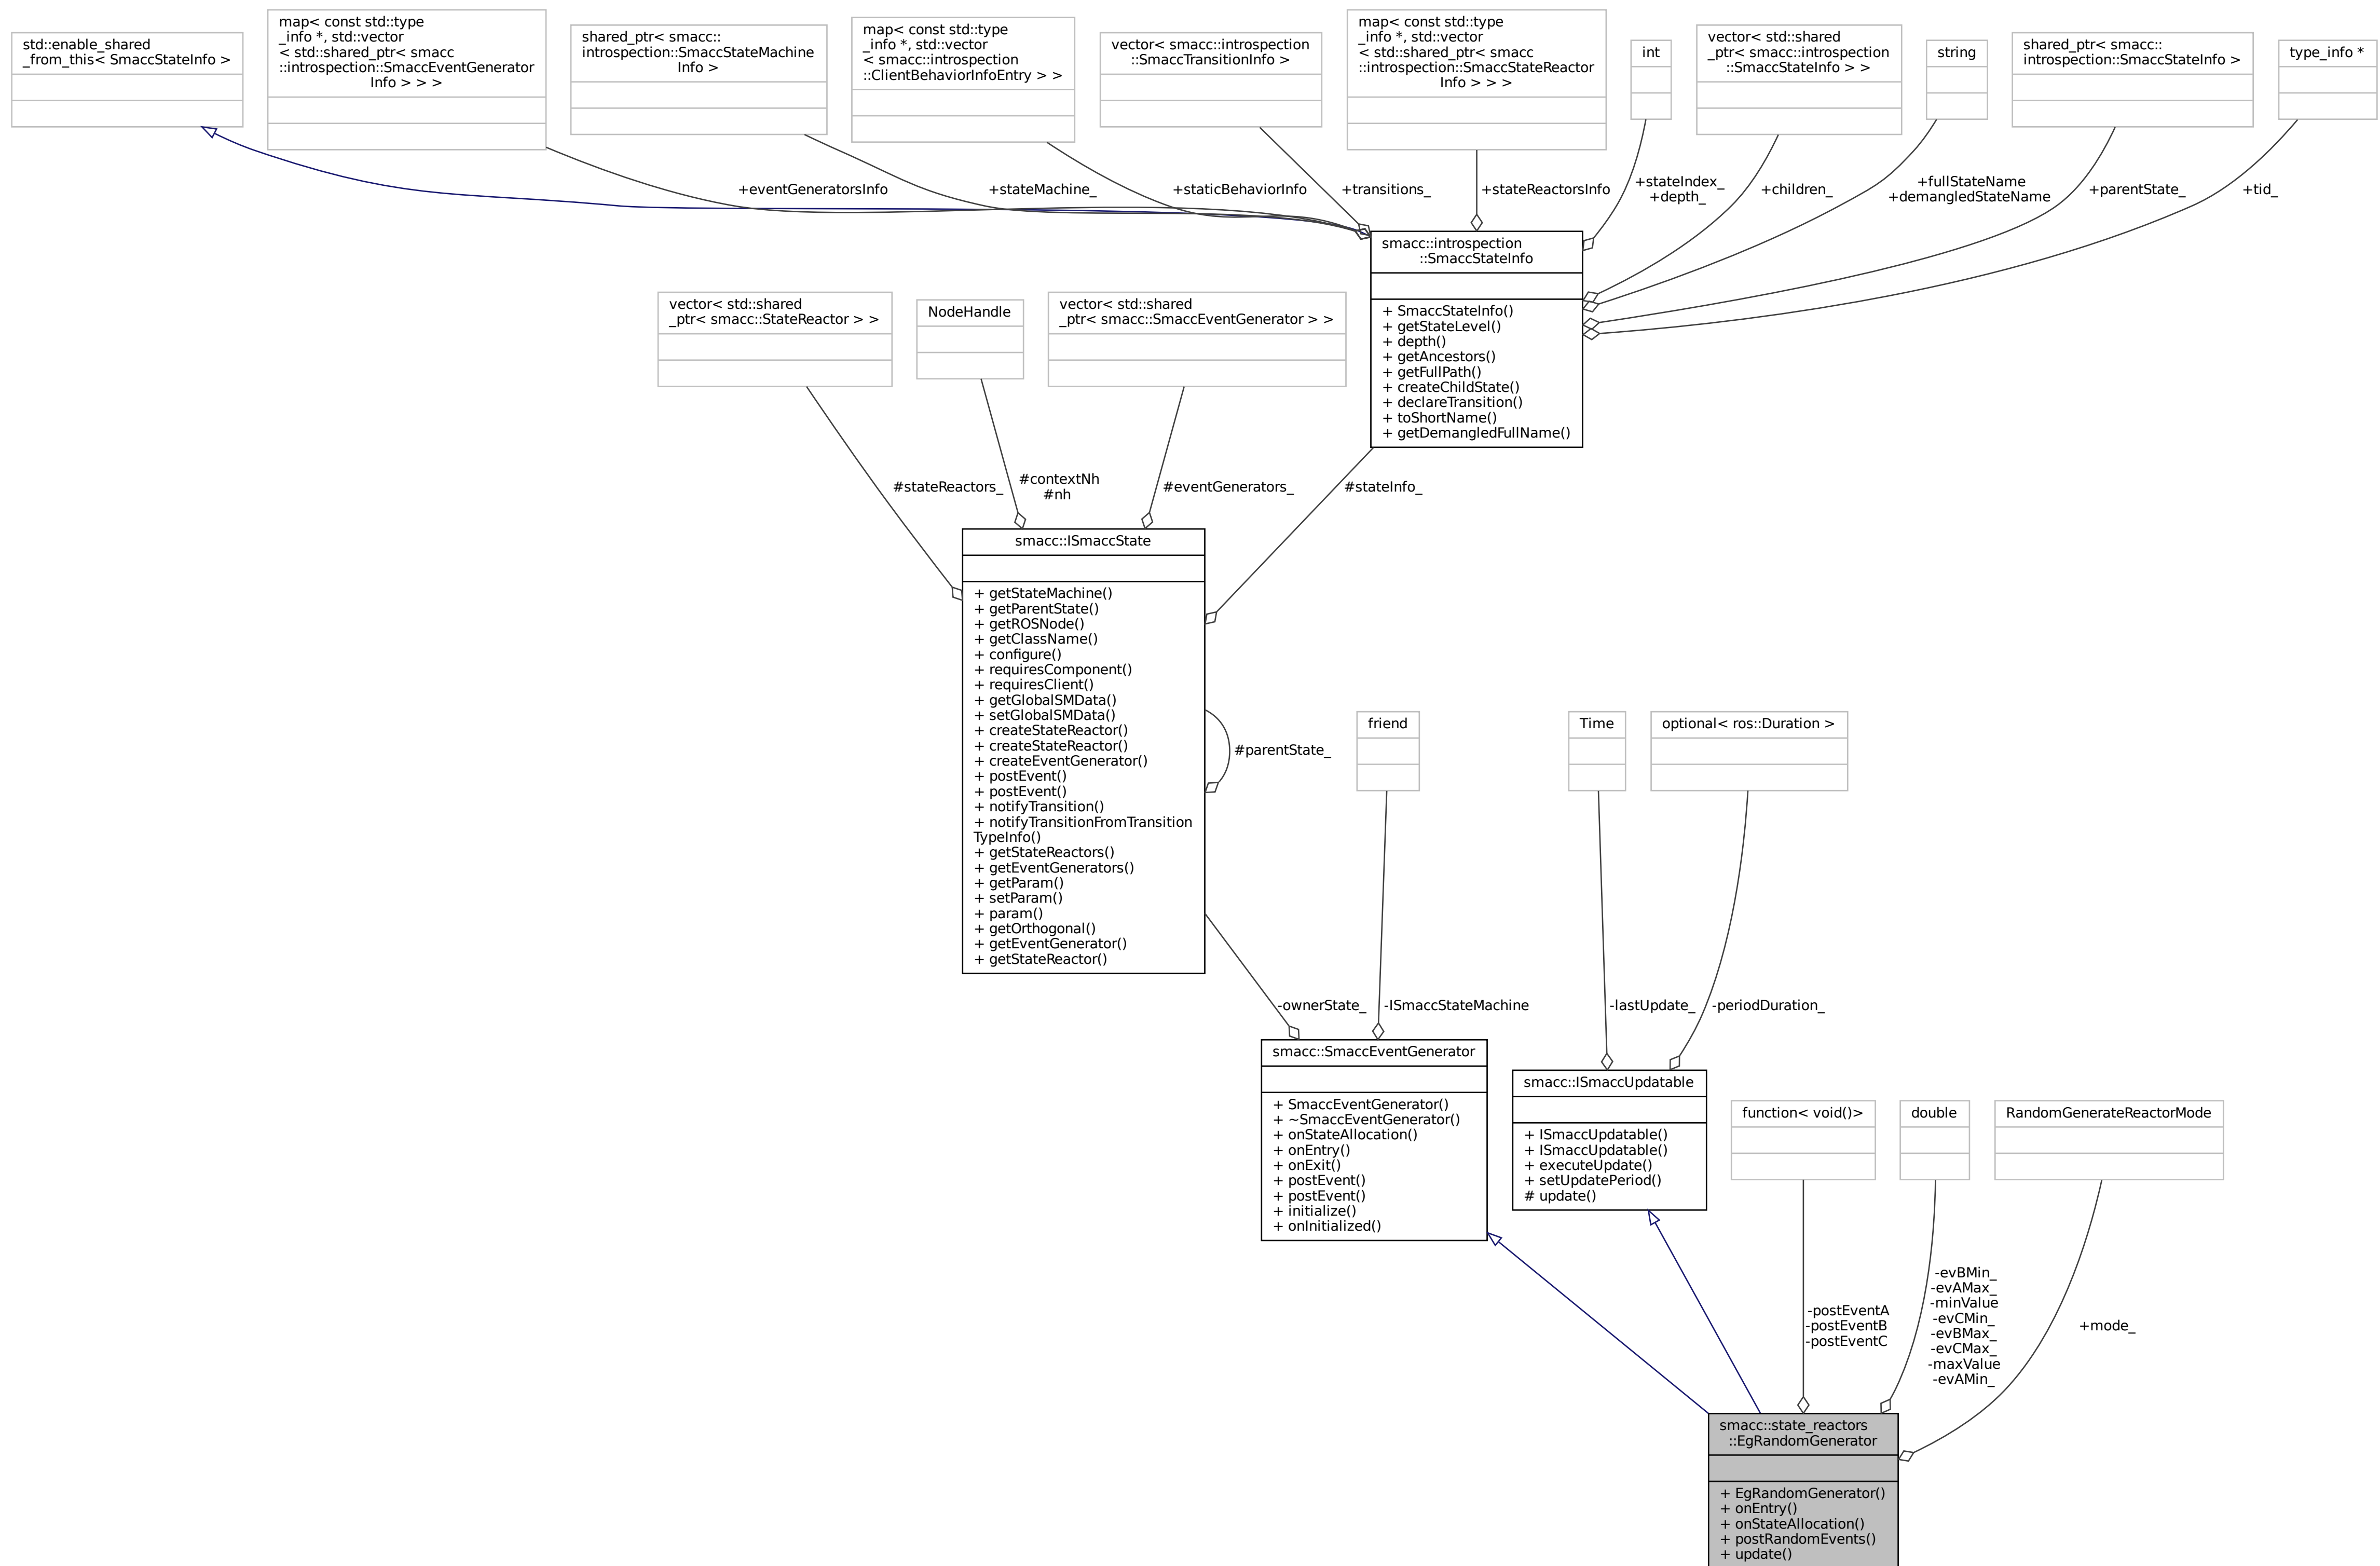 std::enable_shared
_from_this< SmaccStateInfo >
map< const std::type
_info *, std::vector
< std::shared_ptr< smacc
::introspection::SmaccEventGenerator
Info > > >
shared_ptr< smacc::
introspection::SmaccStateMachine
Info >
map< const std::type
_info *, std::vector
< smacc::introspection
::ClientBehaviorInfoEntry > >
vector< smacc::introspection
::SmaccTransitionInfo >
map< const std::type
_info *, std::vector
< std::shared_ptr< smacc
::introspection::SmaccStateReactor
Info > > >
int
vector< std::shared
_ptr< smacc::introspection
::SmaccStateInfo > >
string
shared_ptr< smacc::
introspection::SmaccStateInfo >
type_info *
+eventGeneratorsInfo
+stateMachine_
+staticBehaviorInfo
+transitions_
+stateReactorsInfo
+stateIndex_
+depth_
+children_
+fullStateName
+demangledStateName
+parentState_
+tid_
smacc::introspection
::SmaccStateInfo
+ SmaccStateInfo()
+ getStateLevel()
+ depth()
+ getAncestors()
+ getFullPath()
+ createChildState()
+ declareTransition()
+ toShortName()
+ getDemangledFullName()
vector< std::shared
_ptr< smacc::StateReactor > >
NodeHandle
vector< std::shared
_ptr< smacc::SmaccEventGenerator > >
#stateReactors_
#contextNh
#nh
#eventGenerators_
#stateInfo_
smacc::ISmaccState
+ getStateMachine()
+ getParentState()
+ getROSNode()
+ getClassName()
+ configure()
+ requiresComponent()
+ requiresClient()
+ getGlobalSMData()
+ setGlobalSMData()
+ createStateReactor()
+ createStateReactor()
+ createEventGenerator()
+ postEvent()
+ postEvent()
+ notifyTransition()
+ notifyTransitionFromTransition
TypeInfo()
+ getStateReactors()
+ getEventGenerators()
+ getParam()
+ setParam()
+ param()
+ getOrthogonal()
+ getEventGenerator()
+ getStateReactor()
#parentState_
friend
Time
optional< ros::Duration >
-ownerState_
-ISmaccStateMachine
-lastUpdate_
-periodDuration_
smacc::SmaccEventGenerator
+ SmaccEventGenerator()
+ ~SmaccEventGenerator()
+ onStateAllocation()
+ onEntry()
+ onExit()
+ postEvent()
+ postEvent()
+ initialize()
+ onInitialized()
smacc::ISmaccUpdatable
+ ISmaccUpdatable()
+ ISmaccUpdatable()
+ executeUpdate()
+ setUpdatePeriod()
# update()
function< void()>
double
RandomGenerateReactorMode
-postEventA
-postEventB
-postEventC
-evBMin_
-evAMax_
-minValue
-evCMin_
-evBMax_
-evCMax_
-maxValue
-evAMin_
+mode_
smacc::state_reactors
::EgRandomGenerator
+ EgRandomGenerator()
+ onEntry()
+ onStateAllocation()
+ postRandomEvents()
+ update()